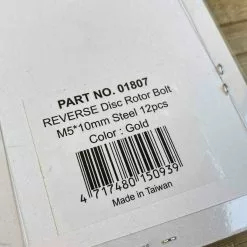 PART NO. 01807
REVERSE Disc Rotor Bolt
M5*10mm Steel 12pcs
Color : Gold
4 717480 150939
Made in Taiwan